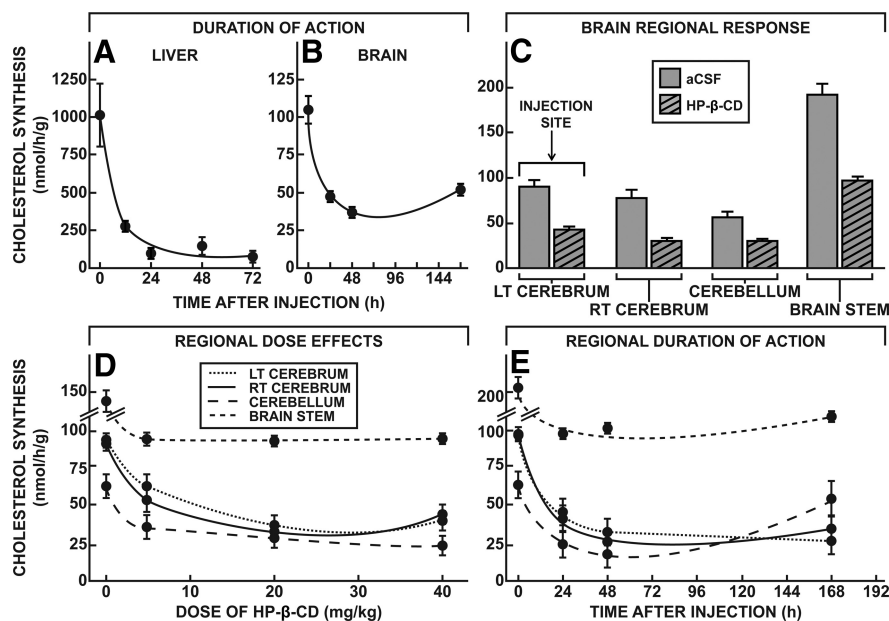 DURATION OF ACTION
A
LIVER
B
BRAIN
CHOLESTEROL SYNTHESIS
(nmol/h/g)
1250
1000
750
500
250
0
0 24 48 72
125
100
75
50
25
0
0 48 96 144
TIME AFTER INJECTION (h)
BRAIN REGIONAL RESPONSE
C
aCSF
HP-β-CD
INJECTION
SITE
200
150
100
50
0
LT CEREBRUM
RT CEREBRUM
CEREBELLUM
BRAIN STEM
REGIONAL DOSE EFFECTS
D
LT CEREBRUM
RT CEREBRUM
CEREBELLUM
BRAIN STEM
CHOLESTEROL SYNTHESIS
(nmol/h/g)
150
100
75
50
25
0
0 10 20 30 40
DOSE OF HP-β-CD (mg/kg)
REGIONAL DURATION OF ACTION
E
200
100
75
50
25
0
0 24 48 72 96 120 144 168 192
TIME AFTER INJECTION (h)